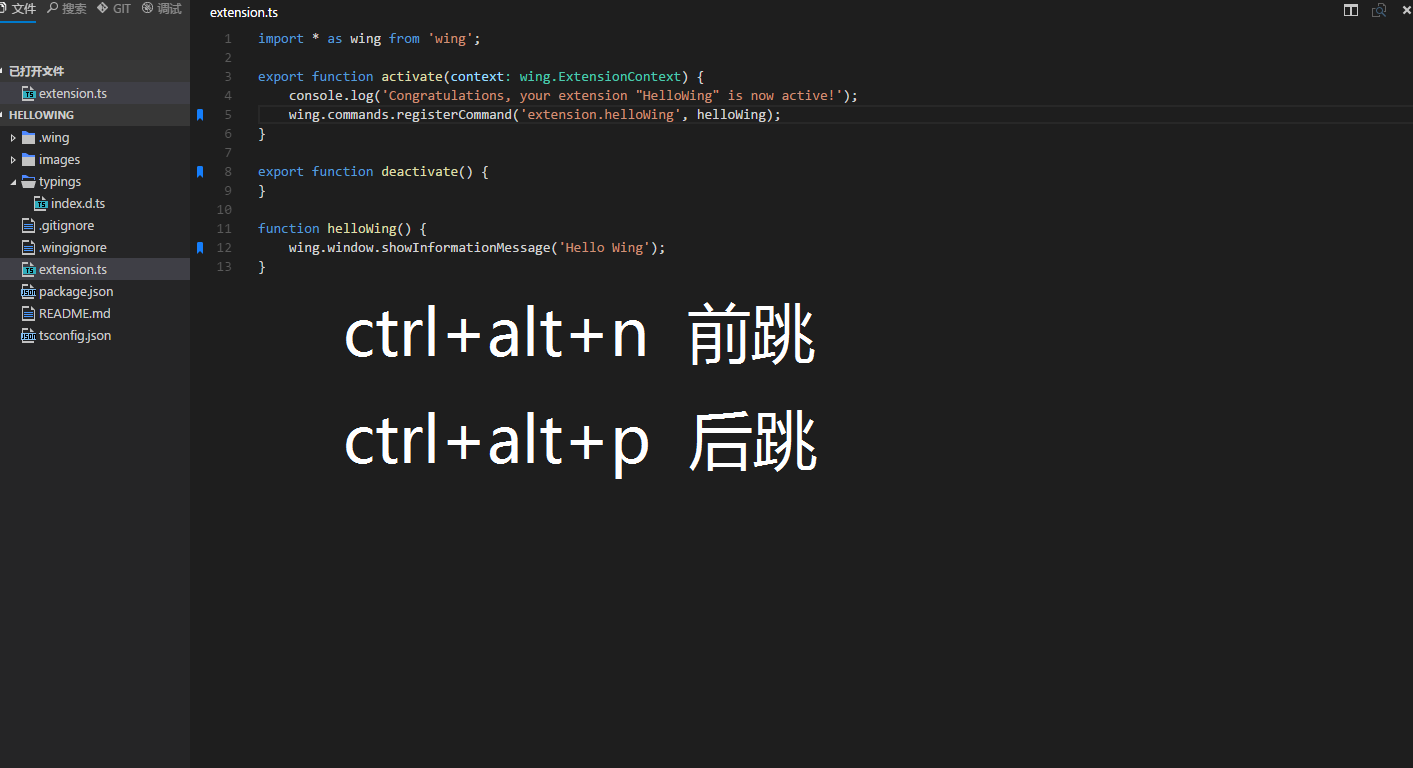 文件 搜索 GIT 调试
extension.ts
已打开文件
extension.ts
HELLOWING
.wing
images
typings
index.d.ts
.gitignore
.wingignore
extension.ts
package.json
README.md
tsconfig.json
1 import * as wing from 'wing';
2
3 export function activate(context: wing.ExtensionContext) {
4 console.log('Congratulations, your extension "HelloWing" is now active!');
5 wing.commands.registerCommand('extension.helloWing', helloWing);
6 }
7
8 export function deactivate() {
9 }
10
11 function helloWing() {
12 wing.window.showInformationMessage('Hello Wing');
13 }
ctrl+alt+n 前跳
ctrl+alt+p 后跳